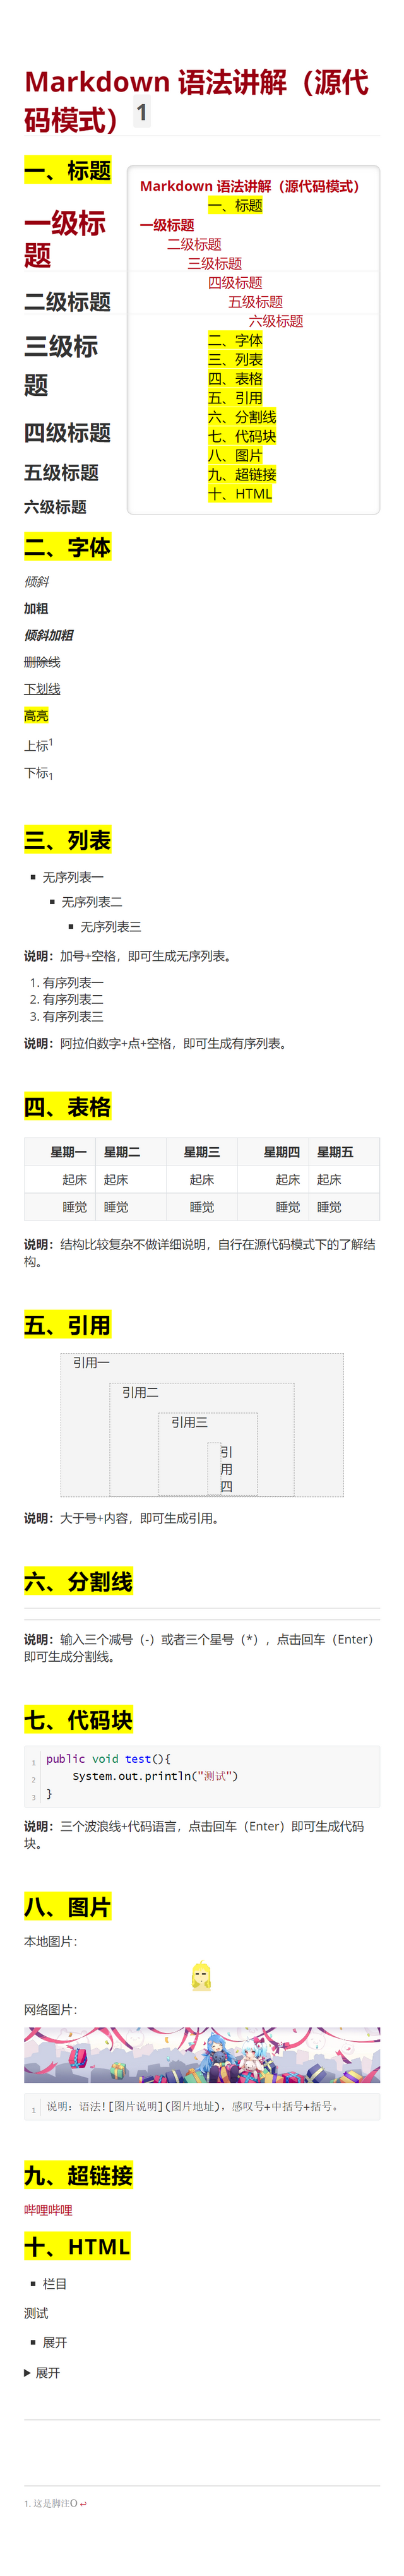 Markdown 语法讲解（源代
码模式）1
一、标题
Markdown 语法讲解（源代码模式）
一、标题
一级标题
二级标题
三级标题
四级标题
五级标题
六级标题
二、字体
三、列表
四、表格
五、引用
六、分割线
七、代码块
八、图片
九、超链接
十、HTML
一级标
题
二级标题
三级标
题
四级标题
五级标题
六级标题
二、字体
倾斜
加粗
倾斜加粗
删除线
下划线
高亮
上标1
下标1
三、列表
无序列表一
无序列表二
无序列表三
说明：加号+空格，即可生成无序列表。
1. 有序列表一
2. 有序列表二
3. 有序列表三
说明：阿拉伯数字+点+空格，即可生成有序列表。
四、表格
星期一 星期二 星期三 星期四 星期五
起床 起床 起床 起床 起床
睡觉 睡觉 睡觉 睡觉 睡觉
说明：结构比较复杂不做详细说明，自行在源代码模式下的了解结
构。
五、引用
引用一
引用二
引用三
引
用
四
说明：大于号+内容，即可生成引用。
六、分割线
说明：输入三个减号（-）或者三个星号（*），点击回车（Enter）
即可生成分割线。
七、代码块
1 public void test(){
2 System.out.println("测试")
3 }
说明：三个波浪线+代码语言，点击回车（Enter）即可生成代码
块。
八、图片
本地图片：
网络图片：
1 说明：语法![图片说明](图片地址)，感叹号+中括号+括号。
九、超链接
哔哩哔哩
十、HTML
栏目
测试
展开
▶ 展开
1. 这是脚注O ↩